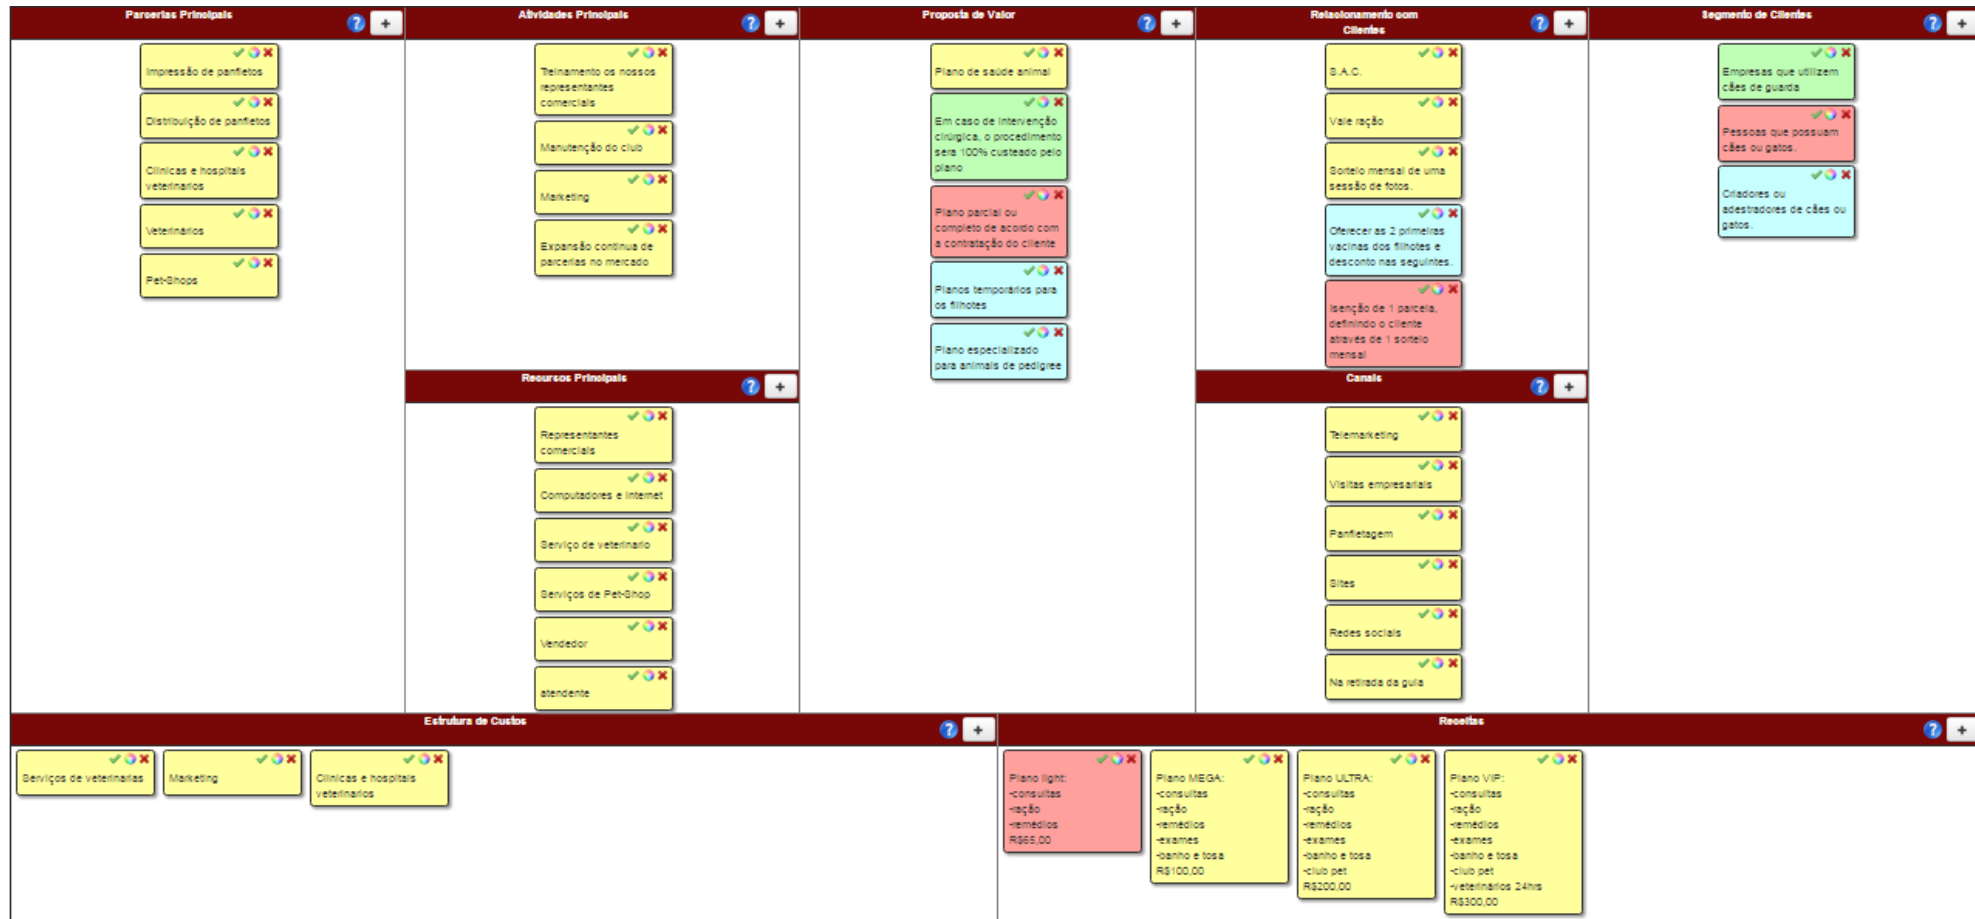 Parcerias Principais
Impressão de panfletos
Distribuição de panfletos
Clinicas e hospitais
veterinarios
Veterinários
Pet-Shops
Atividades Principais
Treinamento os nossos
representantes
comerciais
Manutenção do club
Marketing
Expansão continua de
parcerias no mercado
Recursos Principais
Representantes
comerciais
Computadores e internet
Serviço de veterinario
Serviços de Pet-Shop
Vendedor
atendente
Proposta de Valor
Plano de saúde animal
Em caso de intervenção
cirúrgica, o procedimento
sera 100% custeado pelo
plano
Plano parcial ou
completo de acordo com
a contratação do cliente
Planos temporários para
os filhotes
Plano especializado
para animais de pedigree
Relacionamento com
Clientes
S.A.C.
Vale ração
Sorteio mensal de uma
sessão de fotos.
Oferecer as 2 primeiras
vacinas dos filhotes e
desconto nas seguintes.
Isenção de 1 parcela,
definindo o cliente
através de 1 sorteio
mensal
Canais
Telemarketing
Visitas empresariais
Panfletagem
Sites
Redes sociais
Na retirada da guia
Segmento de Clientes
Empresas que utilizem
cães de guarda
Pessoas que possuam
cães ou gatos.
Criadores ou
adestradores de cães ou
gatos.
Estrutura de Custos
Serviços de veterinarias
Marketing
Clinicas e hospitais
veterinarios
Receitas
Plano light:
-consultas
-ração
-remédios
R$65,00
Plano MEGA:
-consultas
-ração
-remédios
-exames
-banho e tosa
R$100,00
Plano ULTRA:
-consultas
-ração
-remédios
-exames
-banho e tosa
-club pet
R$200,00
Plano VIP:
-consultas
-ração
-remédios
-exames
-banho e tosa
-club pet
-veterinários 24hrs
R$300,00